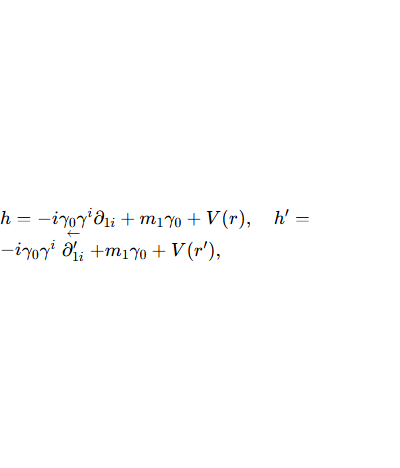 h = −iγ₀γⁱ∂₁ᵢ + m₁γ₀ + V(r), h′ =
−iγ₀γⁱ ∂⃖′₁ᵢ +m₁γ₀ + V(r′),